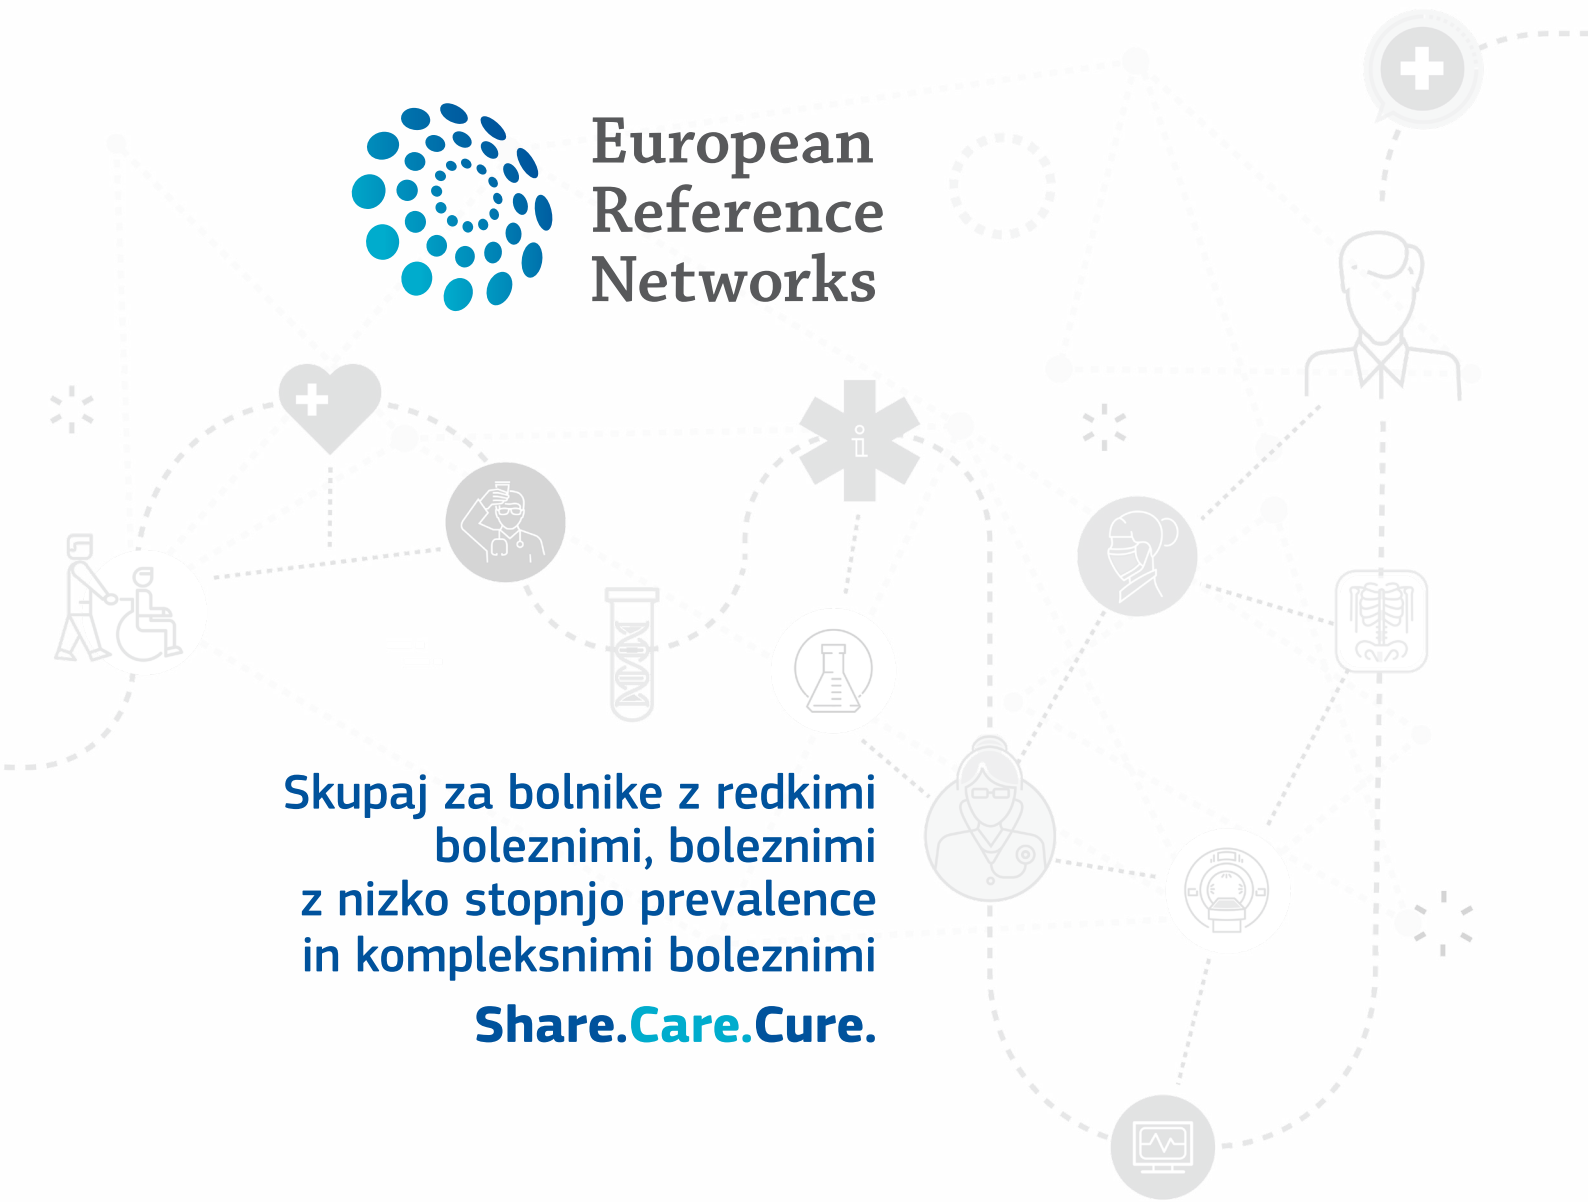 European
Reference
Networks
i
Skupaj za bolnike z redkimi
boleznimi, boleznimi
z nizko stopnjo prevalence
in kompleksnimi boleznimi
Share.Care.Cure.